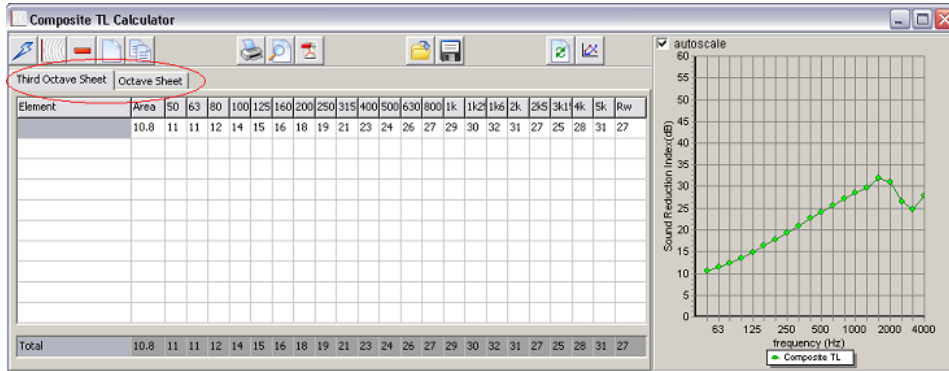 Composite TL Calculator
Third Octave Sheet Octave Sheet
Element Area 50 63 80 100 125 160 200 250 315 400 500 630 800 1k 1k25 1k6 2k 2k5 3k15 4k 5k Rw
10.8 11 11 12 14 15 16 18 19 21 23 24 26 27 29 30 32 31 27 25 28 31 27
Total 10.8 11 11 12 14 15 16 18 19 21 23 24 26 27 29 30 32 31 27 25 28 31 27
autoscale
60
55
50
45
40
35
30
25
20
15
10
5
0
Sound Reduction Index(dB)
63 125 250 500 1000 2000 4000
frequency (Hz)
Composite TL